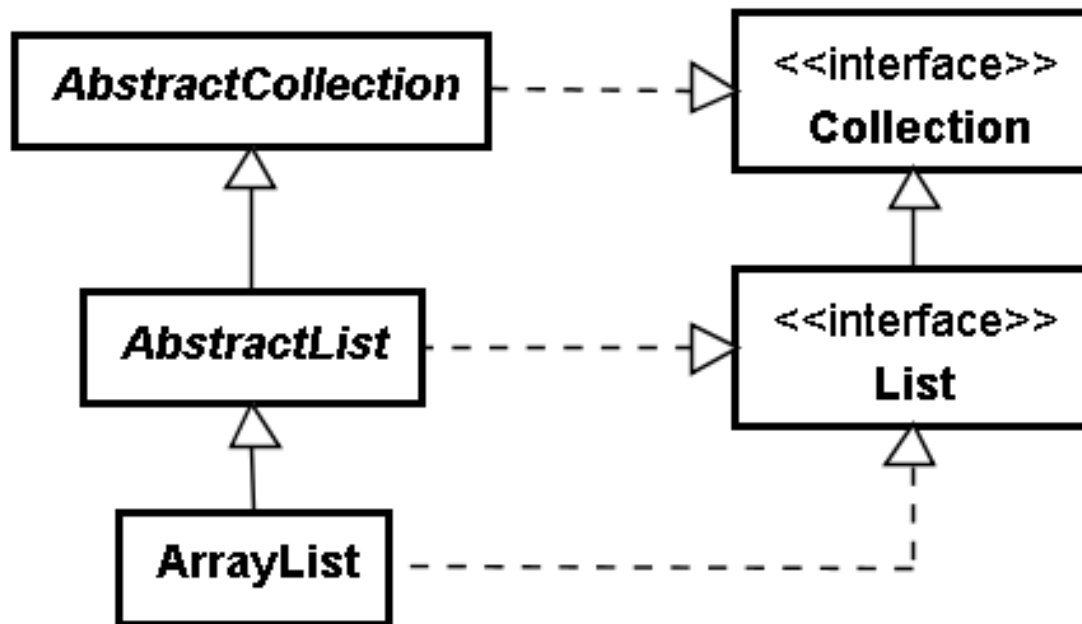 AbstractCollection
<<interface>>
Collection
AbstractList
<<interface>>
List
ArrayList